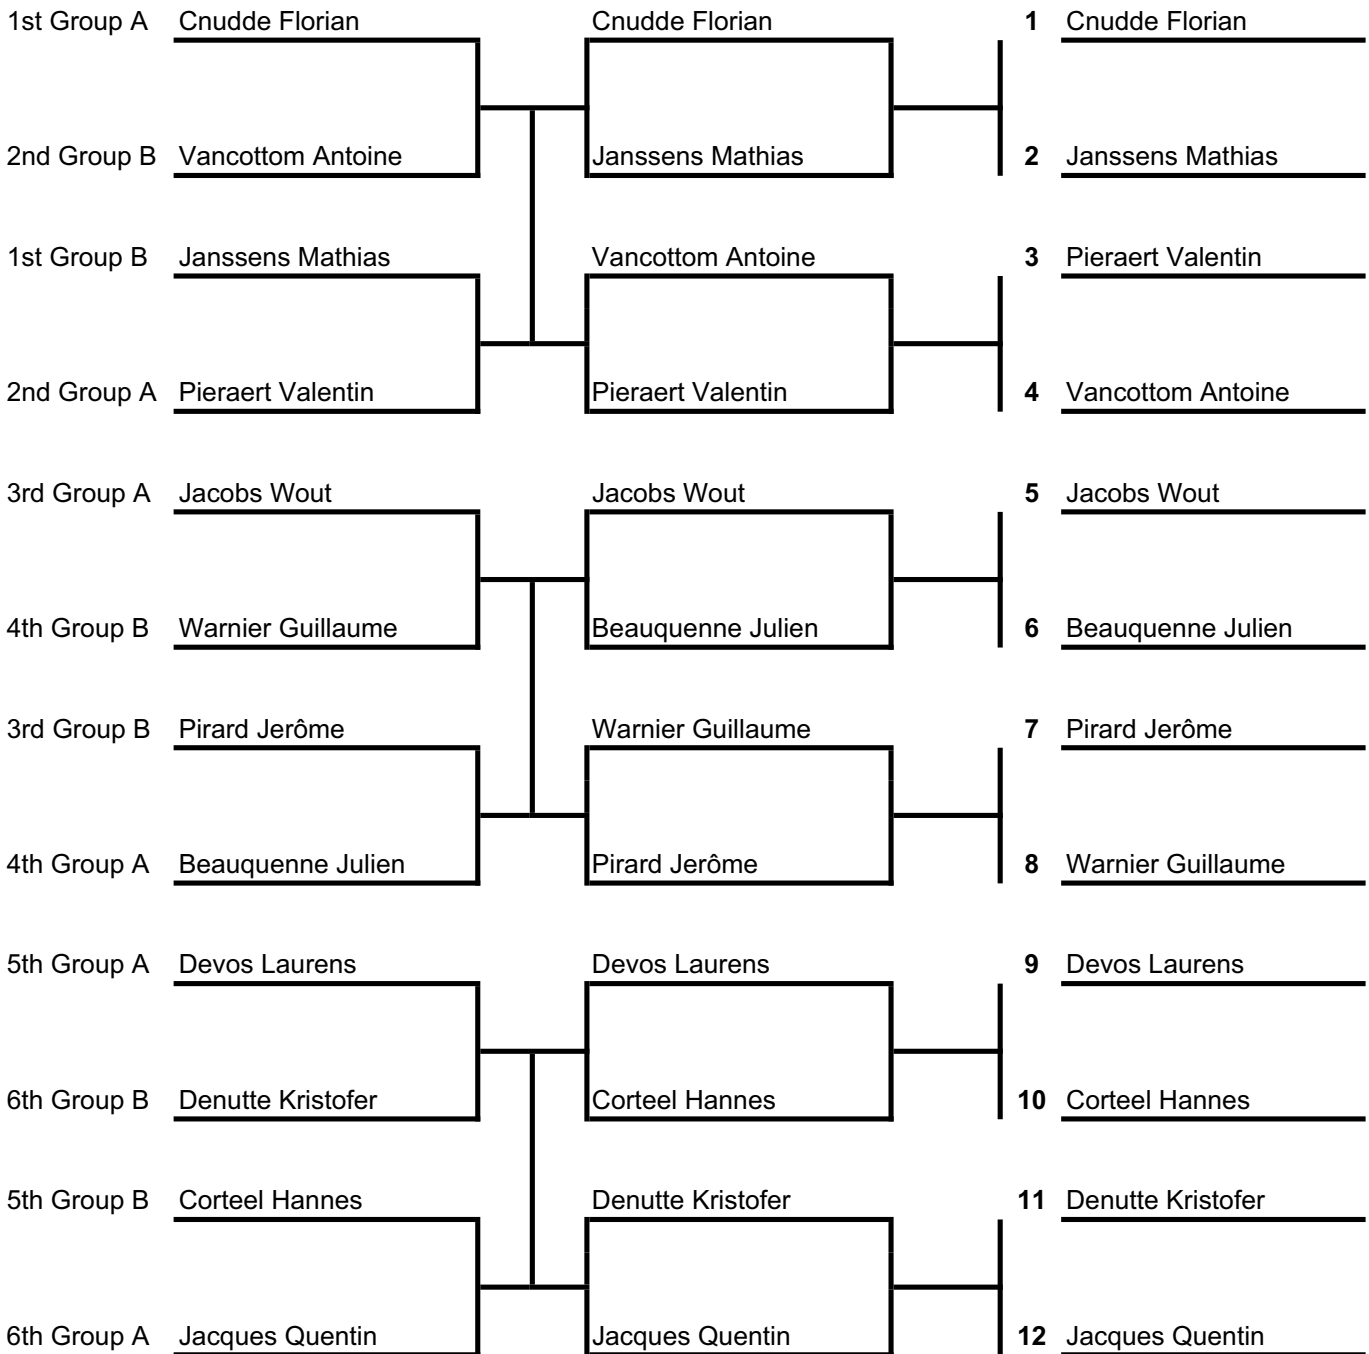 1st Group A Cnudde Florian Cnudde Florian 1 Cnudde Florian
2nd Group B Vancottom Antoine Janssens Mathias 2 Janssens Mathias
1st Group B Janssens Mathias Vancottom Antoine 3 Pieraert Valentin
2nd Group A Pieraert Valentin Pieraert Valentin 4 Vancottom Antoine
3rd Group A Jacobs Wout Jacobs Wout 5 Jacobs Wout
4th Group B Warnier Guillaume Beauquenne Julien 6 Beauquenne Julien
3rd Group B Pirard Jerôme Warnier Guillaume 7 Pirard Jerôme
4th Group A Beauquenne Julien Pirard Jerôme 8 Warnier Guillaume
5th Group A Devos Laurens Devos Laurens 9 Devos Laurens
6th Group B Denutte Kristofer Corteel Hannes 10 Corteel Hannes
5th Group B Corteel Hannes Denutte Kristofer 11 Denutte Kristofer
6th Group A Jacques Quentin Jacques Quentin 12 Jacques Quentin